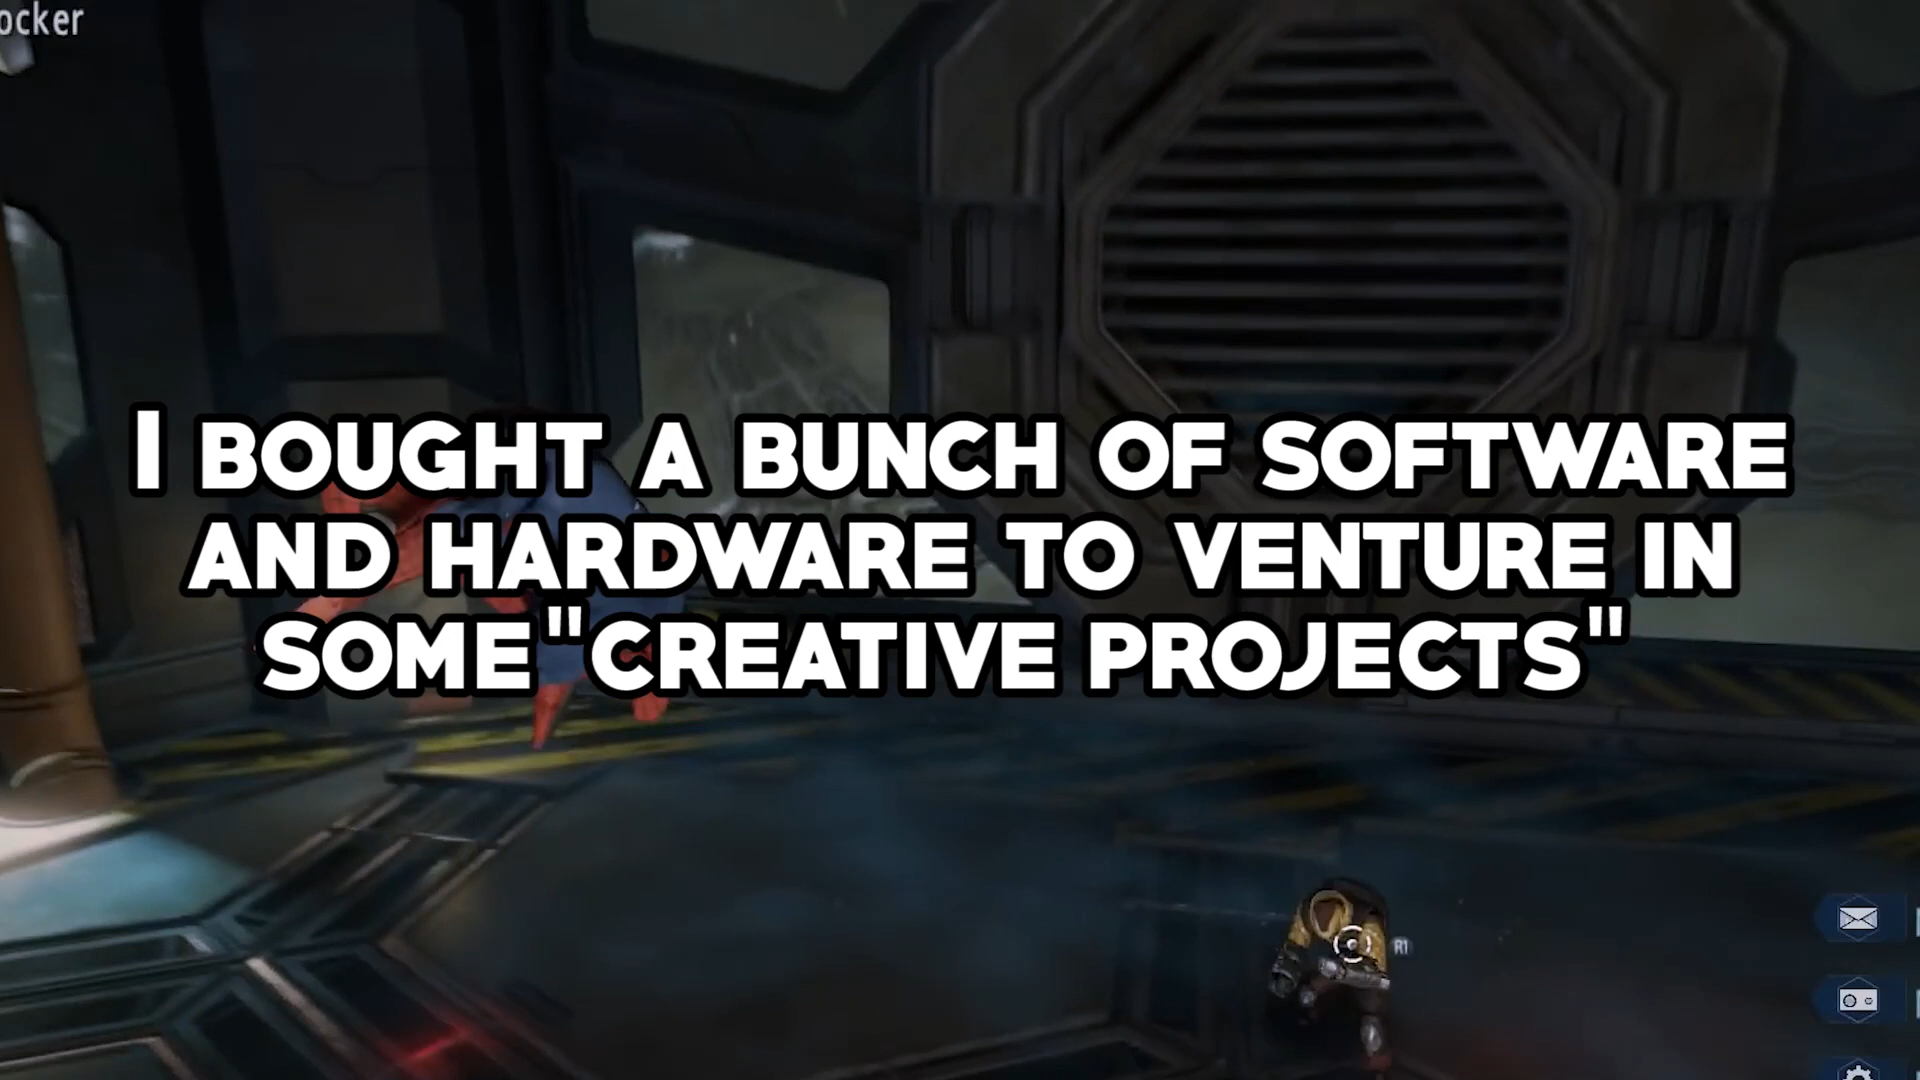 ocker
I BOUGHT A BUNCH OF SOFTWARE
AND HARDWARE TO VENTURE IN
SOME "CREATIVE PROJECTS"
R1